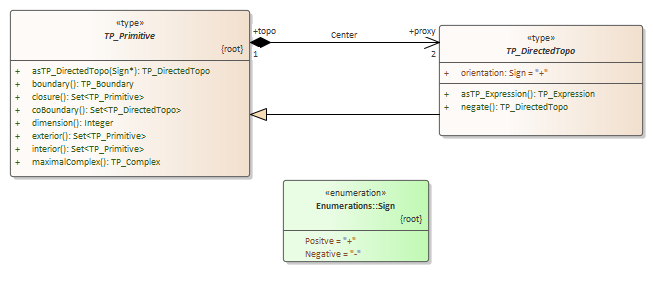 «type»
TP_Primitive
{root}
+ asTP_DirectedTopo(Sign*): TP_DirectedTopo
+ boundary(): TP_Boundary
+ closure(): Set<TP_Primitive>
+ coBoundary(): Set<TP_DirectedTopo>
+ dimension(): Integer
+ exterior(): Set<TP_Primitive>
+ interior(): Set<TP_Primitive>
+ maximalComplex(): TP_Complex
+topo
1
Center
+proxy
2
«type»
TP_DirectedTopo
+ orientation: Sign = "+"
+ asTP_Expression(): TP_Expression
+ negate(): TP_DirectedTopo
«enumeration»
Enumerations::Sign
{root}
Positve = "+"
Negative = "-"